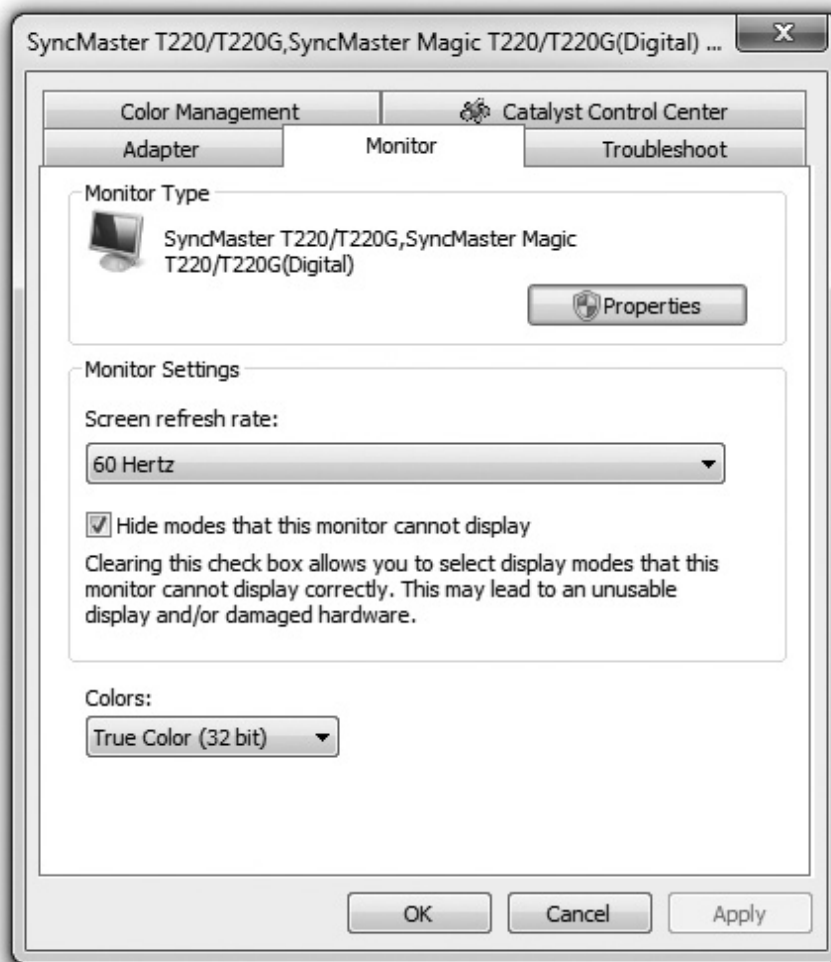 SyncMaster T220/T220G,SyncMaster Magic T220/T220G(Digital) ...
X
Color Management
Catalyst Control Center
Adapter
Monitor
Troubleshoot
Monitor Type
SyncMaster T220/T220G,SyncMaster Magic
T220/T220G(Digital)
Properties
Monitor Settings
Screen refresh rate:
60 Hertz
Hide modes that this monitor cannot display
Clearing this check box allows you to select display modes that this
monitor cannot display correctly. This may lead to an unusable
display and/or damaged hardware.
Colors:
True Color (32 bit)
OK
Cancel
Apply